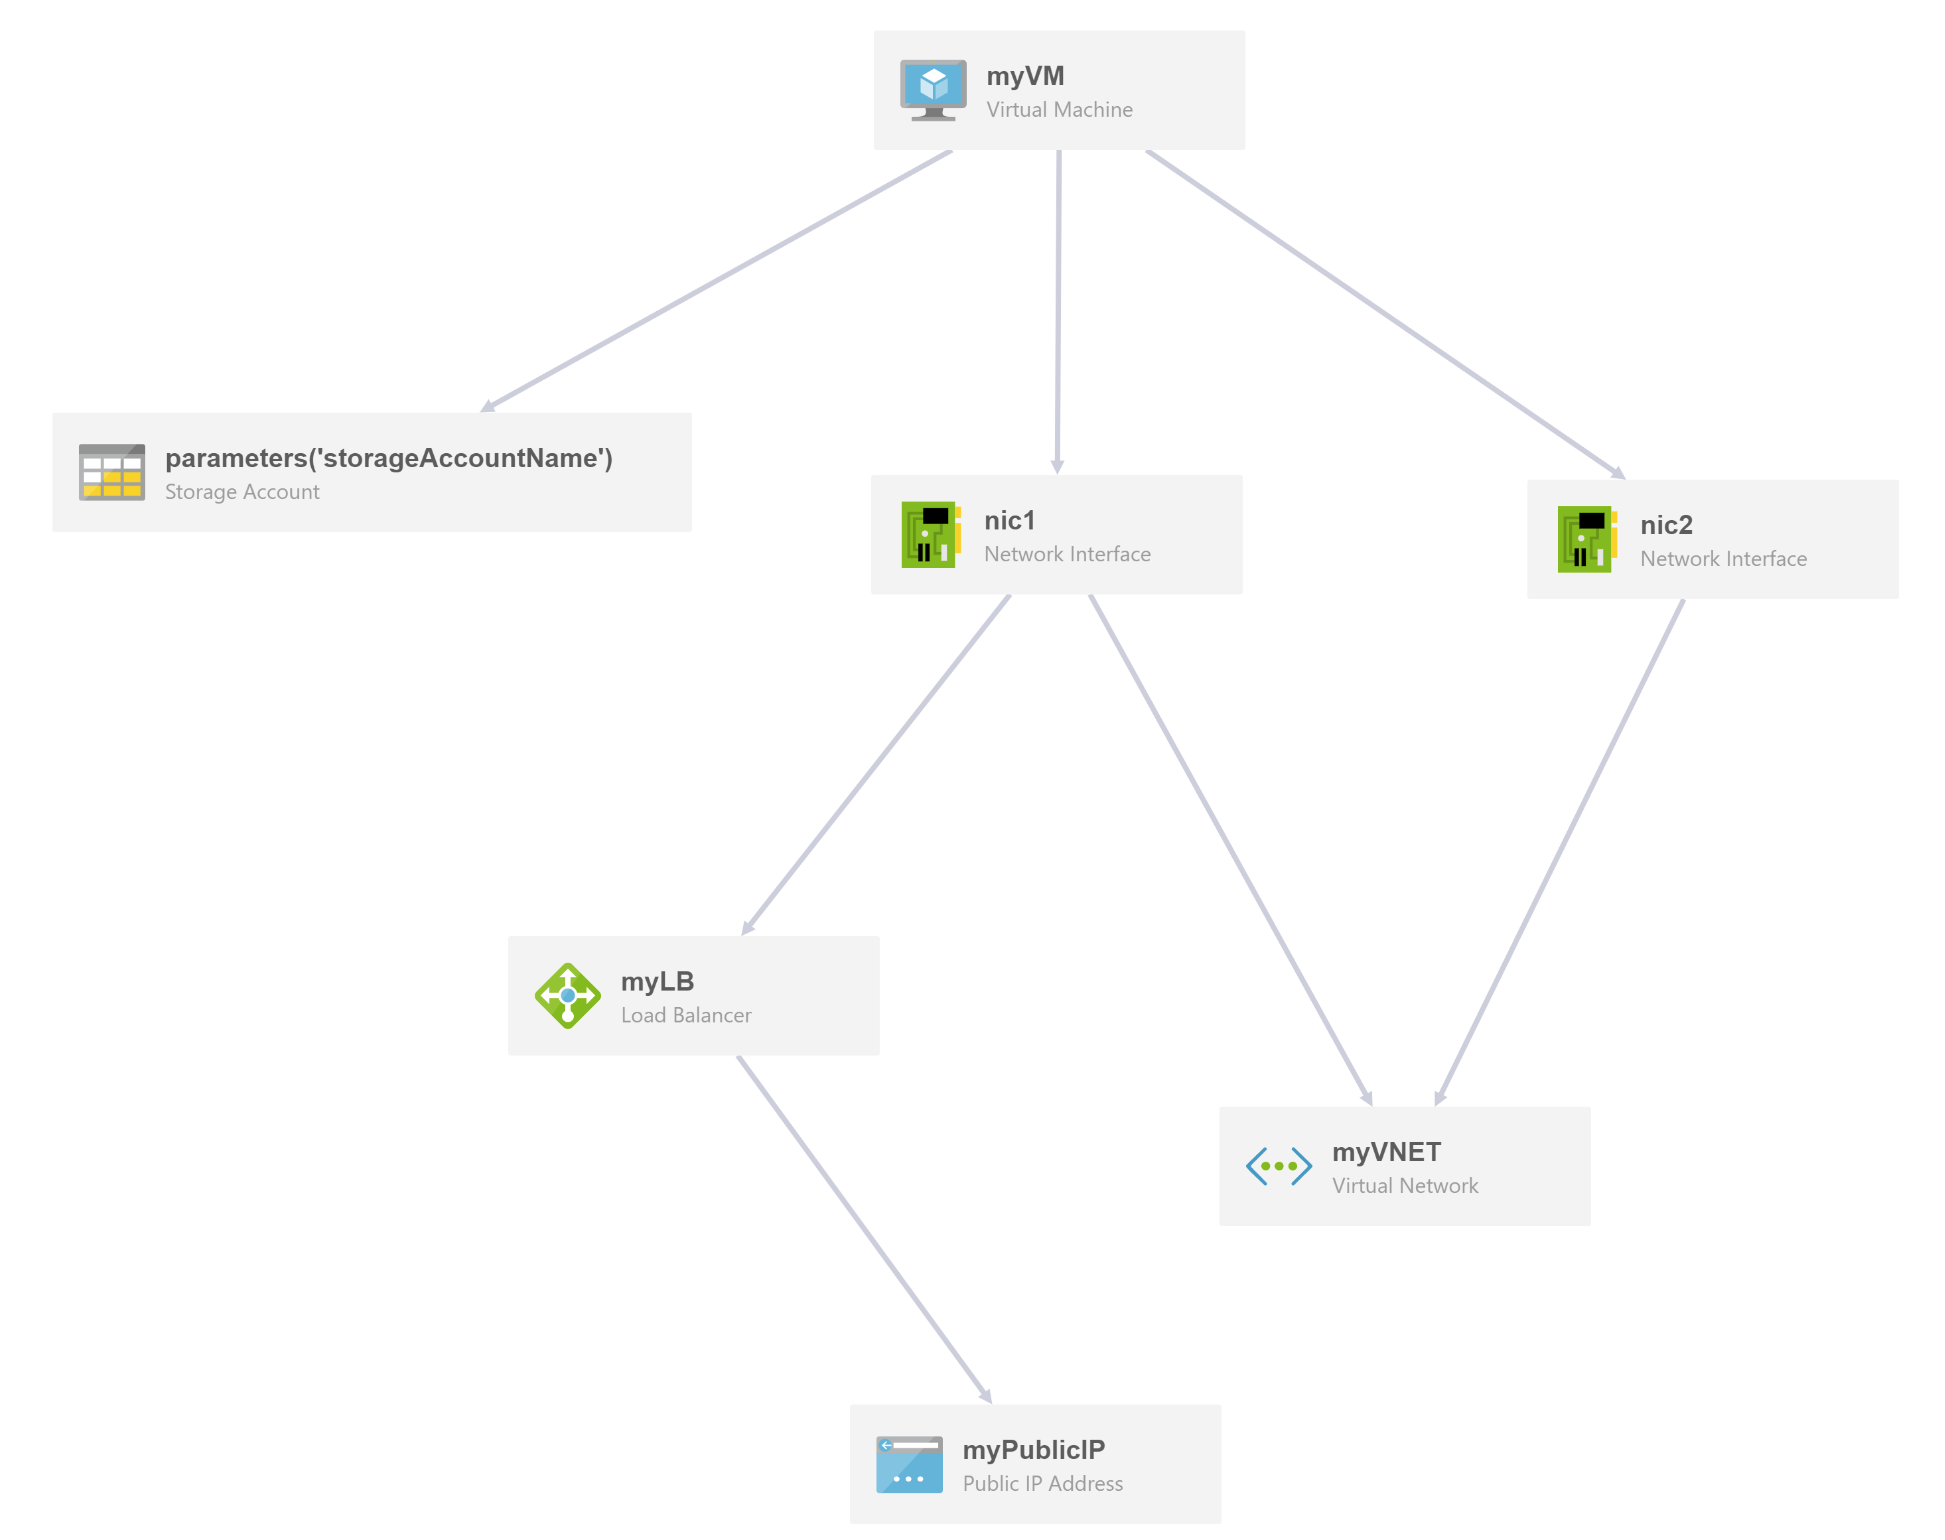 myVM
Virtual Machine
parameters('storageAccountName')
Storage Account
nic1
Network Interface
nic2
Network Interface
myLB
Load Balancer
myVNET
Virtual Network
myPublicIP
Public IP Address